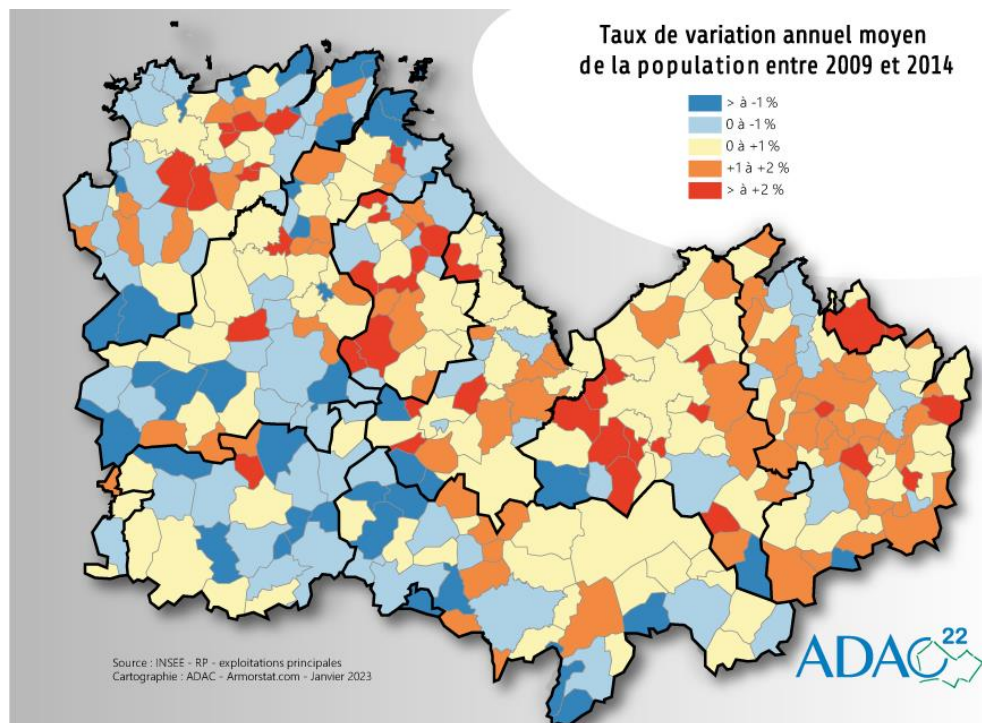 Taux de variation annuel moyen
de la population entre 2009 et 2014
> à -1 %
0 à -1 %
0 à +1 %
+1 à +2 %
> à +2 %
Source : INSEE - RP - exploitations principales
Cartographie : ADAC - Armorstat.com - Janvier 2023
ADAC 22